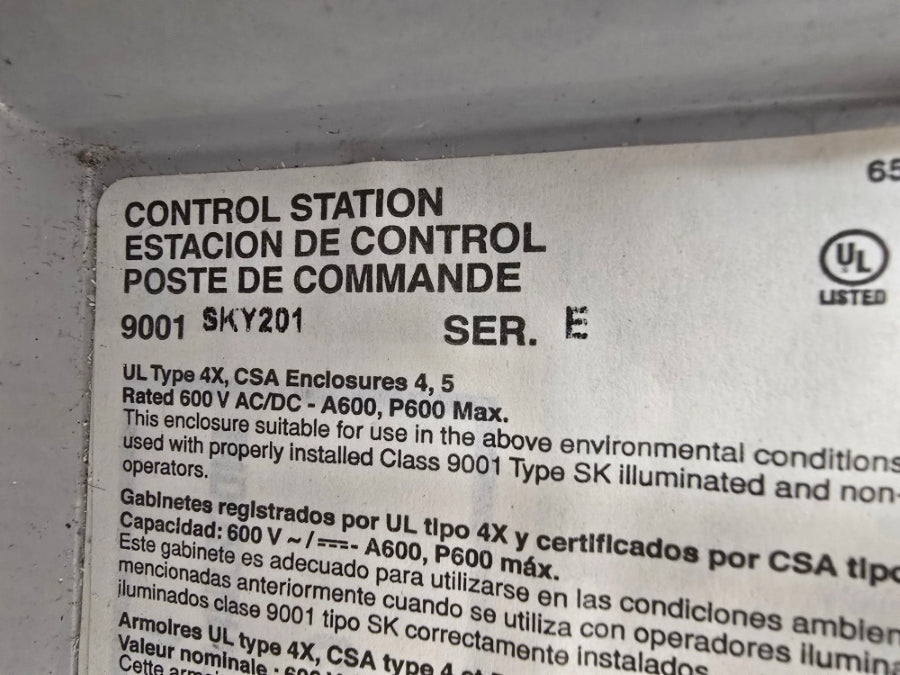 65
CONTROL STATION
ESTACION DE CONTROL
POSTE DE COMMANDE
UL
LISTED
9001 SKY201 SER. E
UL Type 4X, CSA Enclosures 4, 5
Rated 600 V AC/DC - A600, P600 Max.
This enclosure suitable for use in the above environmental conditions
used with properly installed Class 9001 Type SK illuminated and non-
operators.
Gabinetes registrados por UL tipo 4X y certificados por CSA tipo
Capacidad: 600 V ~ / ⎓ - A600, P600 máx.
Este gabinete es adecuado para utilizarse en las condiciones ambien
mencionadas anteriormente cuando se utiliza con operadores ilumina
iluminados clase 9001 tipo SK correctamente instalados.
Armoires UL type 4X, CSA type 4
Valeur nominale : 600
Cette